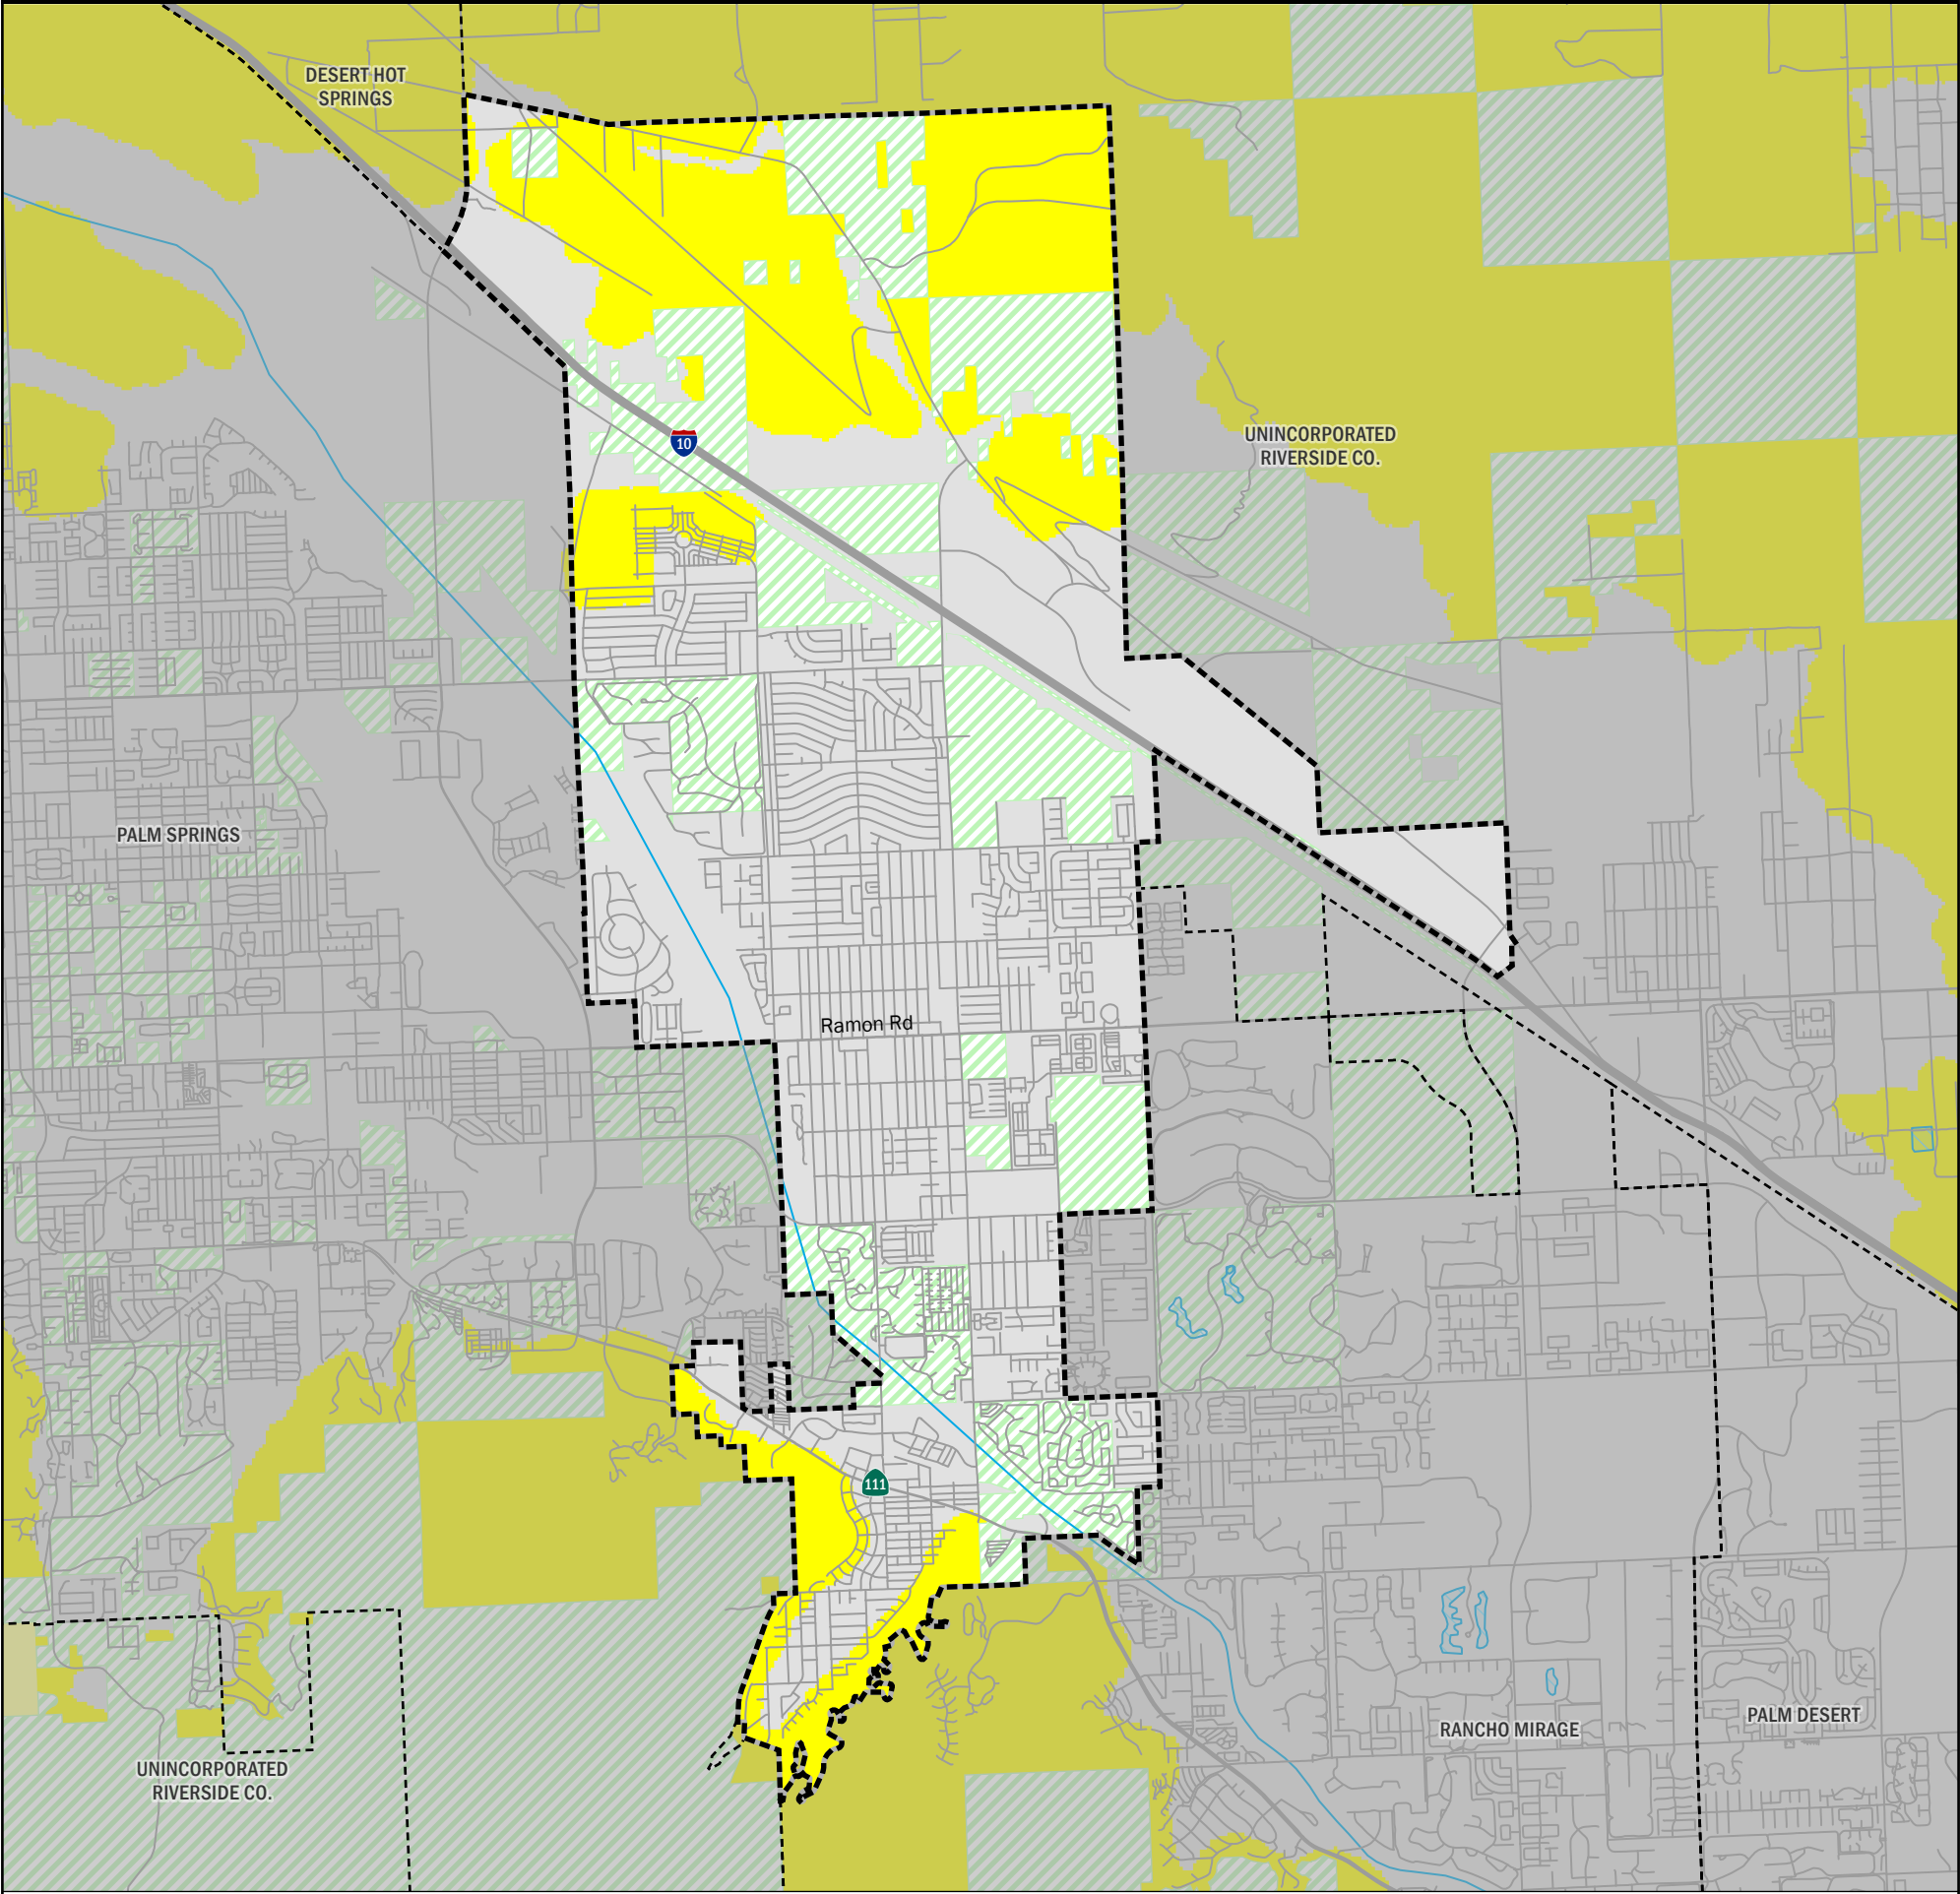 DESERT HOT
SPRINGS
UNINCORPORATED
RIVERSIDE CO.
10
PALM SPRINGS
Ramon Rd
111
RANCHO MIRAGE
PALM DESERT
UNINCORPORATED
RIVERSIDE CO.